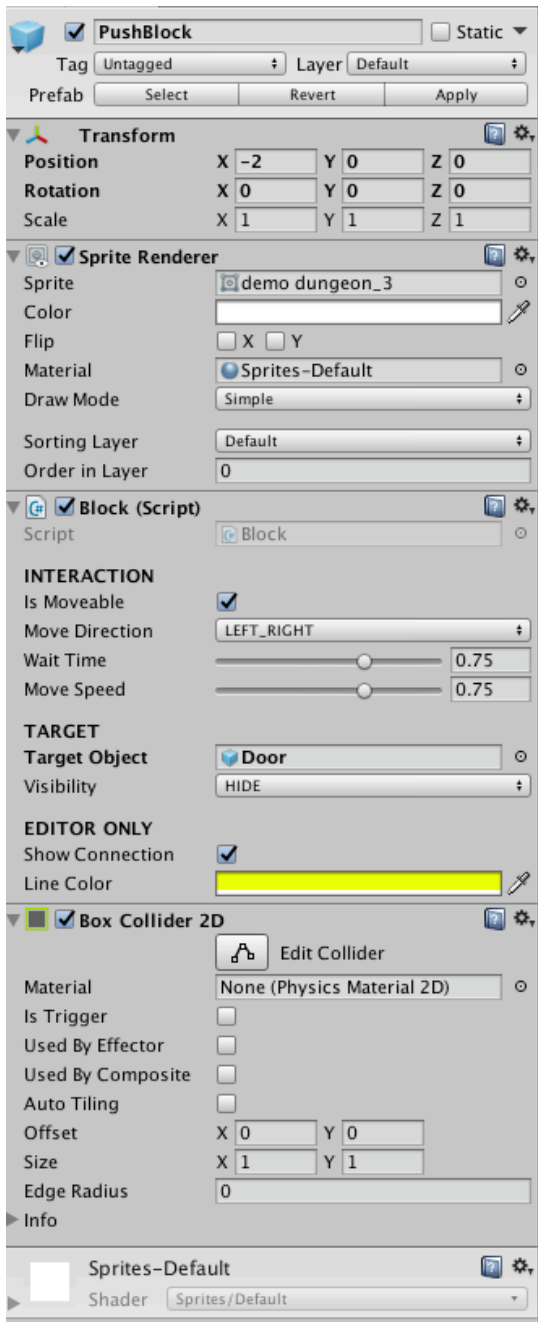 PushBlock Static
Tag Untagged Layer Default
Prefab Select Revert Apply
Transform
Position X -2 Y 0 Z 0
Rotation X 0 Y 0 Z 0
Scale X 1 Y 1 Z 1
Sprite Renderer
Sprite demo dungeon_3
Color
Flip X Y
Material Sprites-Default
Draw Mode Simple
Sorting Layer Default
Order in Layer 0
Block (Script)
Script Block
INTERACTION
Is Moveable
Move Direction LEFT_RIGHT
Wait Time 0.75
Move Speed 0.75
TARGET
Target Object Door
Visibility HIDE
EDITOR ONLY
Show Connection
Line Color
Box Collider 2D
Edit Collider
Material None (Physics Material 2D)
Is Trigger
Used By Effector
Used By Composite
Auto Tiling
Offset X 0 Y 0
Size X 1 Y 1
Edge Radius 0
Info
Sprites-Default
Shader Sprites/Default